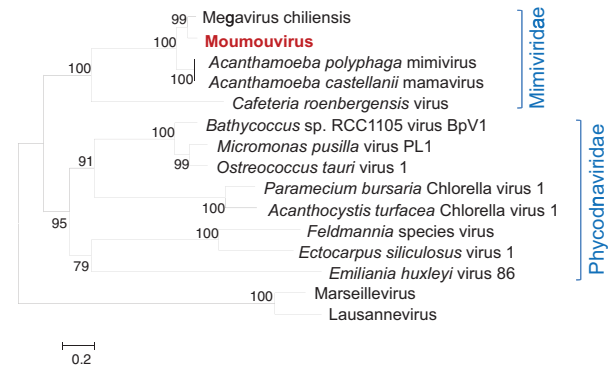 99
Megavirus chiliensis
Moumouvirus
100
Acanthamoeba polyphaga mimivirus
100
Acanthamoeba castellanii mamavirus
100
Cafeteria roenbergensis virus
Mimiviridae
100
Bathycoccus sp. RCC1105 virus BpV1
Micromonas pusilla virus PL1
99
Ostreococcus tauri virus 1
91
Paramecium bursaria Chlorella virus 1
100
Acanthocystis turfacea Chlorella virus 1
95
100
Feldmannia species virus
Ectocarpus siliculosus virus 1
79
Emiliania huxleyi virus 86
Phycodnaviridae
100
Marseillevirus
Lausannevirus
0.2